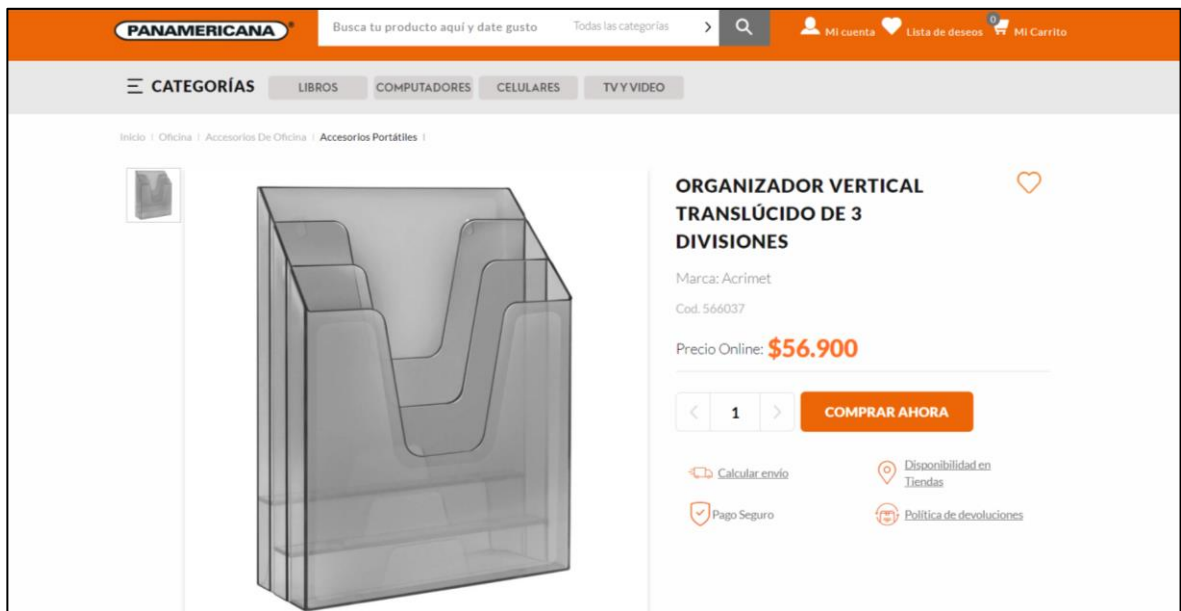 PANAMERICANA
Busca tu producto aquí y date gusto Todas las categorías
Mi cuenta Lista de deseos 0 Mi Carrito
CATEGORÍAS LIBROS COMPUTADORES CELULARES TV Y VIDEO
Inicio | Oficina | Accesorios De Oficina | Accesorios Portátiles |
ORGANIZADOR VERTICAL
TRANSLÚCIDO DE 3
DIVISIONES
Marca: Acrimet
Cod. 566037
Precio Online: $56.900
1 COMPRAR AHORA
Calcular envío
Disponibilidad en
Tiendas
Pago Seguro
Política de devoluciones